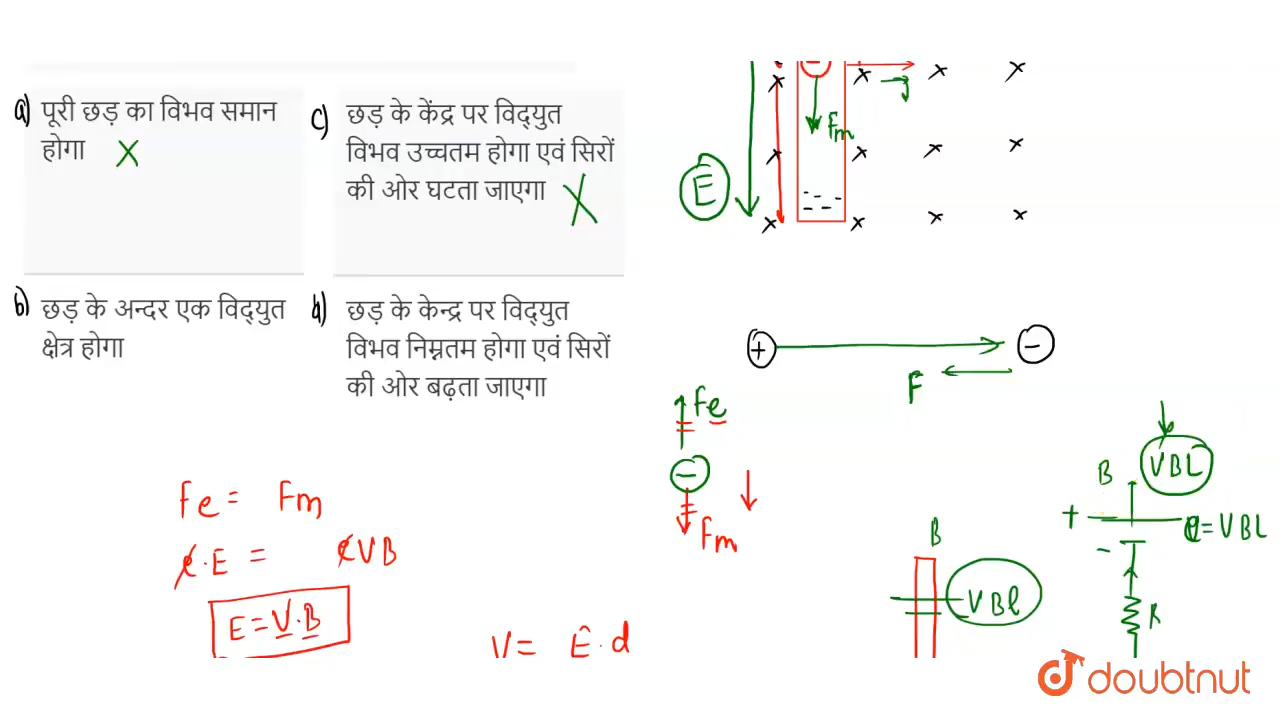 a) पूरी छड़ का विभव समान
होगा X
c) छड़ के केंद्र पर विद्युत
विभव उच्चतम होगा एवं सिरों
की ओर घटता जाएगा X
b) छड़ के अन्दर एक विद्युत
क्षेत्र होगा
d) छड़ के केन्द्र पर विद्युत
विभव निम्नतम होगा एवं सिरों
की ओर बढ़ता जाएगा
Fe = Fm
e.E = eVB
E = V.B
V = E.d
-
x x x
Fm
x x x x
E
x x x x
+ -
F
Fe
-
Fm
B VBL
+ e=VBL
-
R
B
VBl
doubtnut